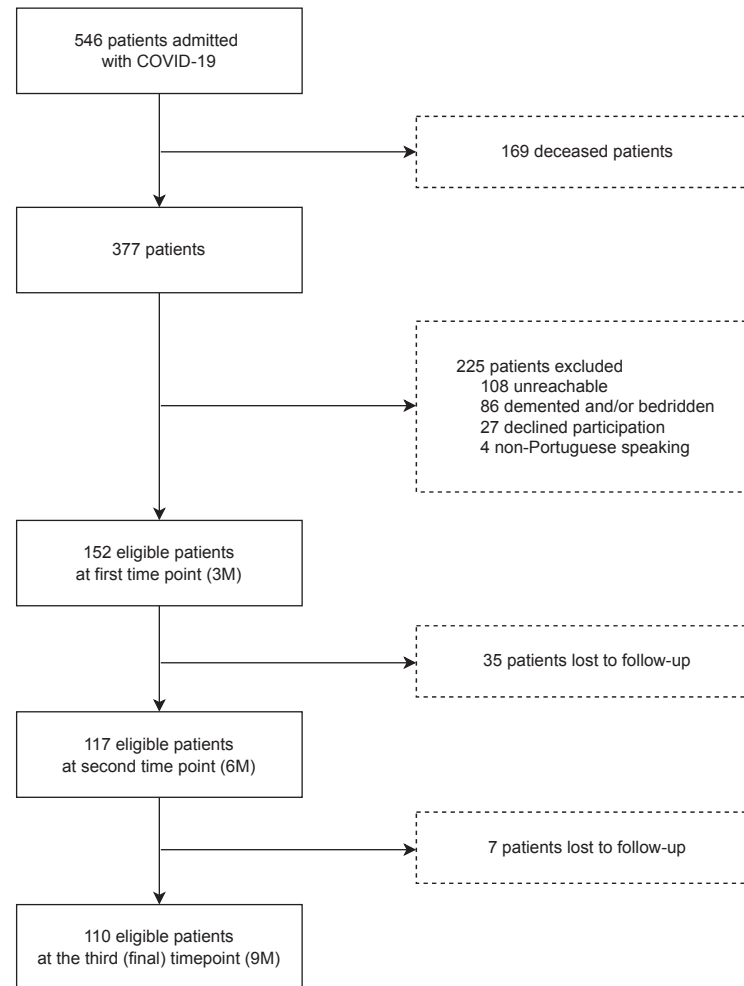 546 patients admitted
with COVID-19
169 deceased patients
377 patients
225 patients excluded
108 unreachable
86 demented and/or bedridden
27 declined participation
4 non-Portuguese speaking
152 eligible patients
at first time point (3M)
35 patients lost to follow-up
117 eligible patients
at second time point (6M)
7 patients lost to follow-up
110 eligible patients
at the third (final) timepoint (9M)